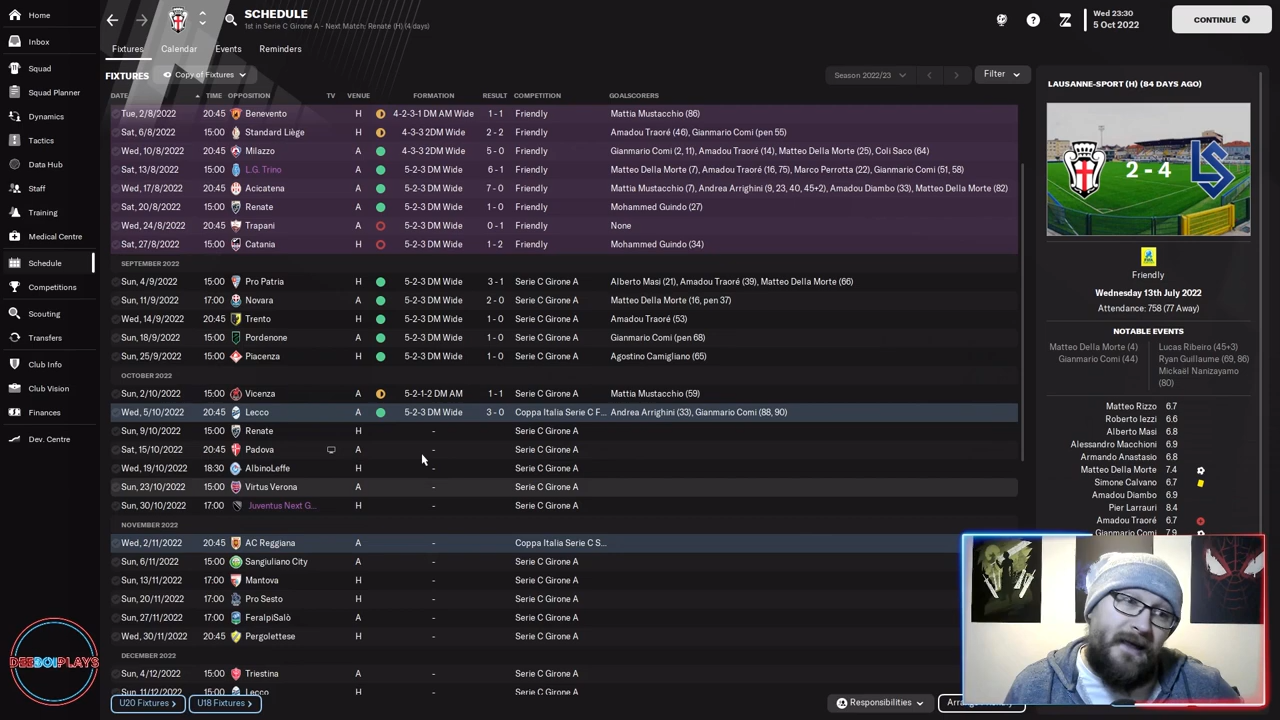 Home
Inbox
Squad
Squad Planner
Dynamics
Tactics
Data Hub
Staff
Training
Medical Centre
Schedule
Competitions
Scouting
Transfers
Club Info
Club Vision
Finances
Dev. Centre
DEEBOIPLAYS
SCHEDULE
1st in Serie C Girone A - Next Match: Renate (H) (4 days)
Wed 23:30
5 Oct 2022
CONTINUE
Fixtures Calendar Events Reminders
FIXTURES Copy of Fixtures Season 2022/23 Filter
DATE TIME OPPOSITION TV VENUE FORMATION RESULT COMPETITION GOALSCORERS
Tue, 2/8/2022 20:45 Benevento H 4-2-3-1 DM AM Wide 1 - 1 Friendly Mattia Mustacchio (86)
Sat, 6/8/2022 15:00 Standard Liège H 4-3-3 2DM Wide 2 - 2 Friendly Amadou Traoré (46), Gianmario Comi (pen 55)
Wed, 10/8/2022 20:45 Milazzo A 4-3-3 2DM Wide 5 - 0 Friendly Gianmario Comi (2, 11), Amadou Traoré (14), Matteo Della Morte (25), Coli Saco (64)
Sat, 13/8/2022 15:00 L.G. Trino A 5-2-3 DM Wide 6 - 1 Friendly Matteo Della Morte (7), Amadou Traoré (16, 75), Marco Perrotta (22), Gianmario Comi (51, 58)
Wed, 17/8/2022 20:45 Acicatena A 5-2-3 DM Wide 7 - 0 Friendly Mattia Mustacchio (7), Andrea Arrighini (9, 23, 40, 45+2), Amadou Diambo (33), Matteo Della Morte (82)
Sat, 20/8/2022 15:00 Renate A 5-2-3 DM Wide 1 - 0 Friendly Mohammed Guindo (27)
Wed, 24/8/2022 20:45 Trapani A 5-2-3 DM Wide 0 - 1 Friendly None
Sat, 27/8/2022 15:00 Catania H 5-2-3 DM Wide 1 - 2 Friendly Mohammed Guindo (34)
SEPTEMBER 2022
Sun, 4/9/2022 15:00 Pro Patria H 5-2-3 DM Wide 3 - 1 Serie C Girone A Alberto Masi (21), Amadou Traoré (39), Matteo Della Morte (66)
Sun, 11/9/2022 17:00 Novara A 5-2-3 DM Wide 2 - 0 Serie C Girone A Matteo Della Morte (16, pen 37)
Wed, 14/9/2022 20:45 Trento H 5-2-3 DM Wide 1 - 0 Serie C Girone A Amadou Traoré (53)
Sun, 18/9/2022 15:00 Pordenone H 5-2-3 DM Wide 1 - 0 Serie C Girone A Gianmario Comi (pen 68)
Sun, 25/9/2022 15:00 Piacenza H 5-2-3 DM Wide 1 - 0 Serie C Girone A Agostino Camigliano (65)
OCTOBER 2022
Sun, 2/10/2022 15:00 Vicenza A 5-2-1-2 DM AM 1 - 1 Serie C Girone A Mattia Mustacchio (59)
Wed, 5/10/2022 20:45 Lecco A 5-2-3 DM Wide 3 - 0 Coppa Italia Serie C F... Andrea Arrighini (33), Gianmario Comi (88, 90)
Sun, 9/10/2022 15:00 Renate H Serie C Girone A
Sat, 15/10/2022 20:45 Padova A - Serie C Girone A
Wed, 19/10/2022 18:30 AlbinoLeffe H - Serie C Girone A
Sun, 23/10/2022 15:00 Virtus Verona A - Serie C Girone A
Sun, 30/10/2022 17:00 Juventus Next G... H - Serie C Girone A
NOVEMBER 2022
Wed, 2/11/2022 20:45 AC Reggiana A Coppa Italia Serie C S...
Sun, 6/11/2022 15:00 Sangiuliano City A - Serie C Girone A
Sun, 13/11/2022 17:00 Mantova H - Serie C Girone A
Sun, 20/11/2022 17:00 Pro Sesto H - Serie C Girone A
Sun, 27/11/2022 17:00 FeralpiSalò A - Serie C Girone A
Wed, 30/11/2022 20:45 Pergolettese H - Serie C Girone A
DECEMBER 2022
Sun, 4/12/2022 15:00 Triestina A - Serie C Girone A
Sun, 11/12/2022 15:00 Lecco H - Serie C Girone A
U20 Fixtures U18 Fixtures Responsibilities
LAUSANNE-SPORT (H) (84 DAYS AGO)
2 - 4
Friendly
Wednesday 13th July 2022
Attendance: 758 (77 Away)
NOTABLE EVENTS
Matteo Della Morte (4) Lucas Ribeiro (45+3)
Gianmario Comi (44) Ryan Guillaume (69, 86)
Mickaël Nanizayamo
(80)
Matteo Rizzo 6.7
Roberto Iezzi 6.6
Alberto Masi 6.8
Alessandro Macchioni 6.9
Armando Anastasio 6.8
Matteo Della Morte 7.4
Simone Calvano 6.7
Amadou Diambo 6.9
Pier Larrauri 8.4
Amadou Traoré 6.7
Gianmario Comi 7.9